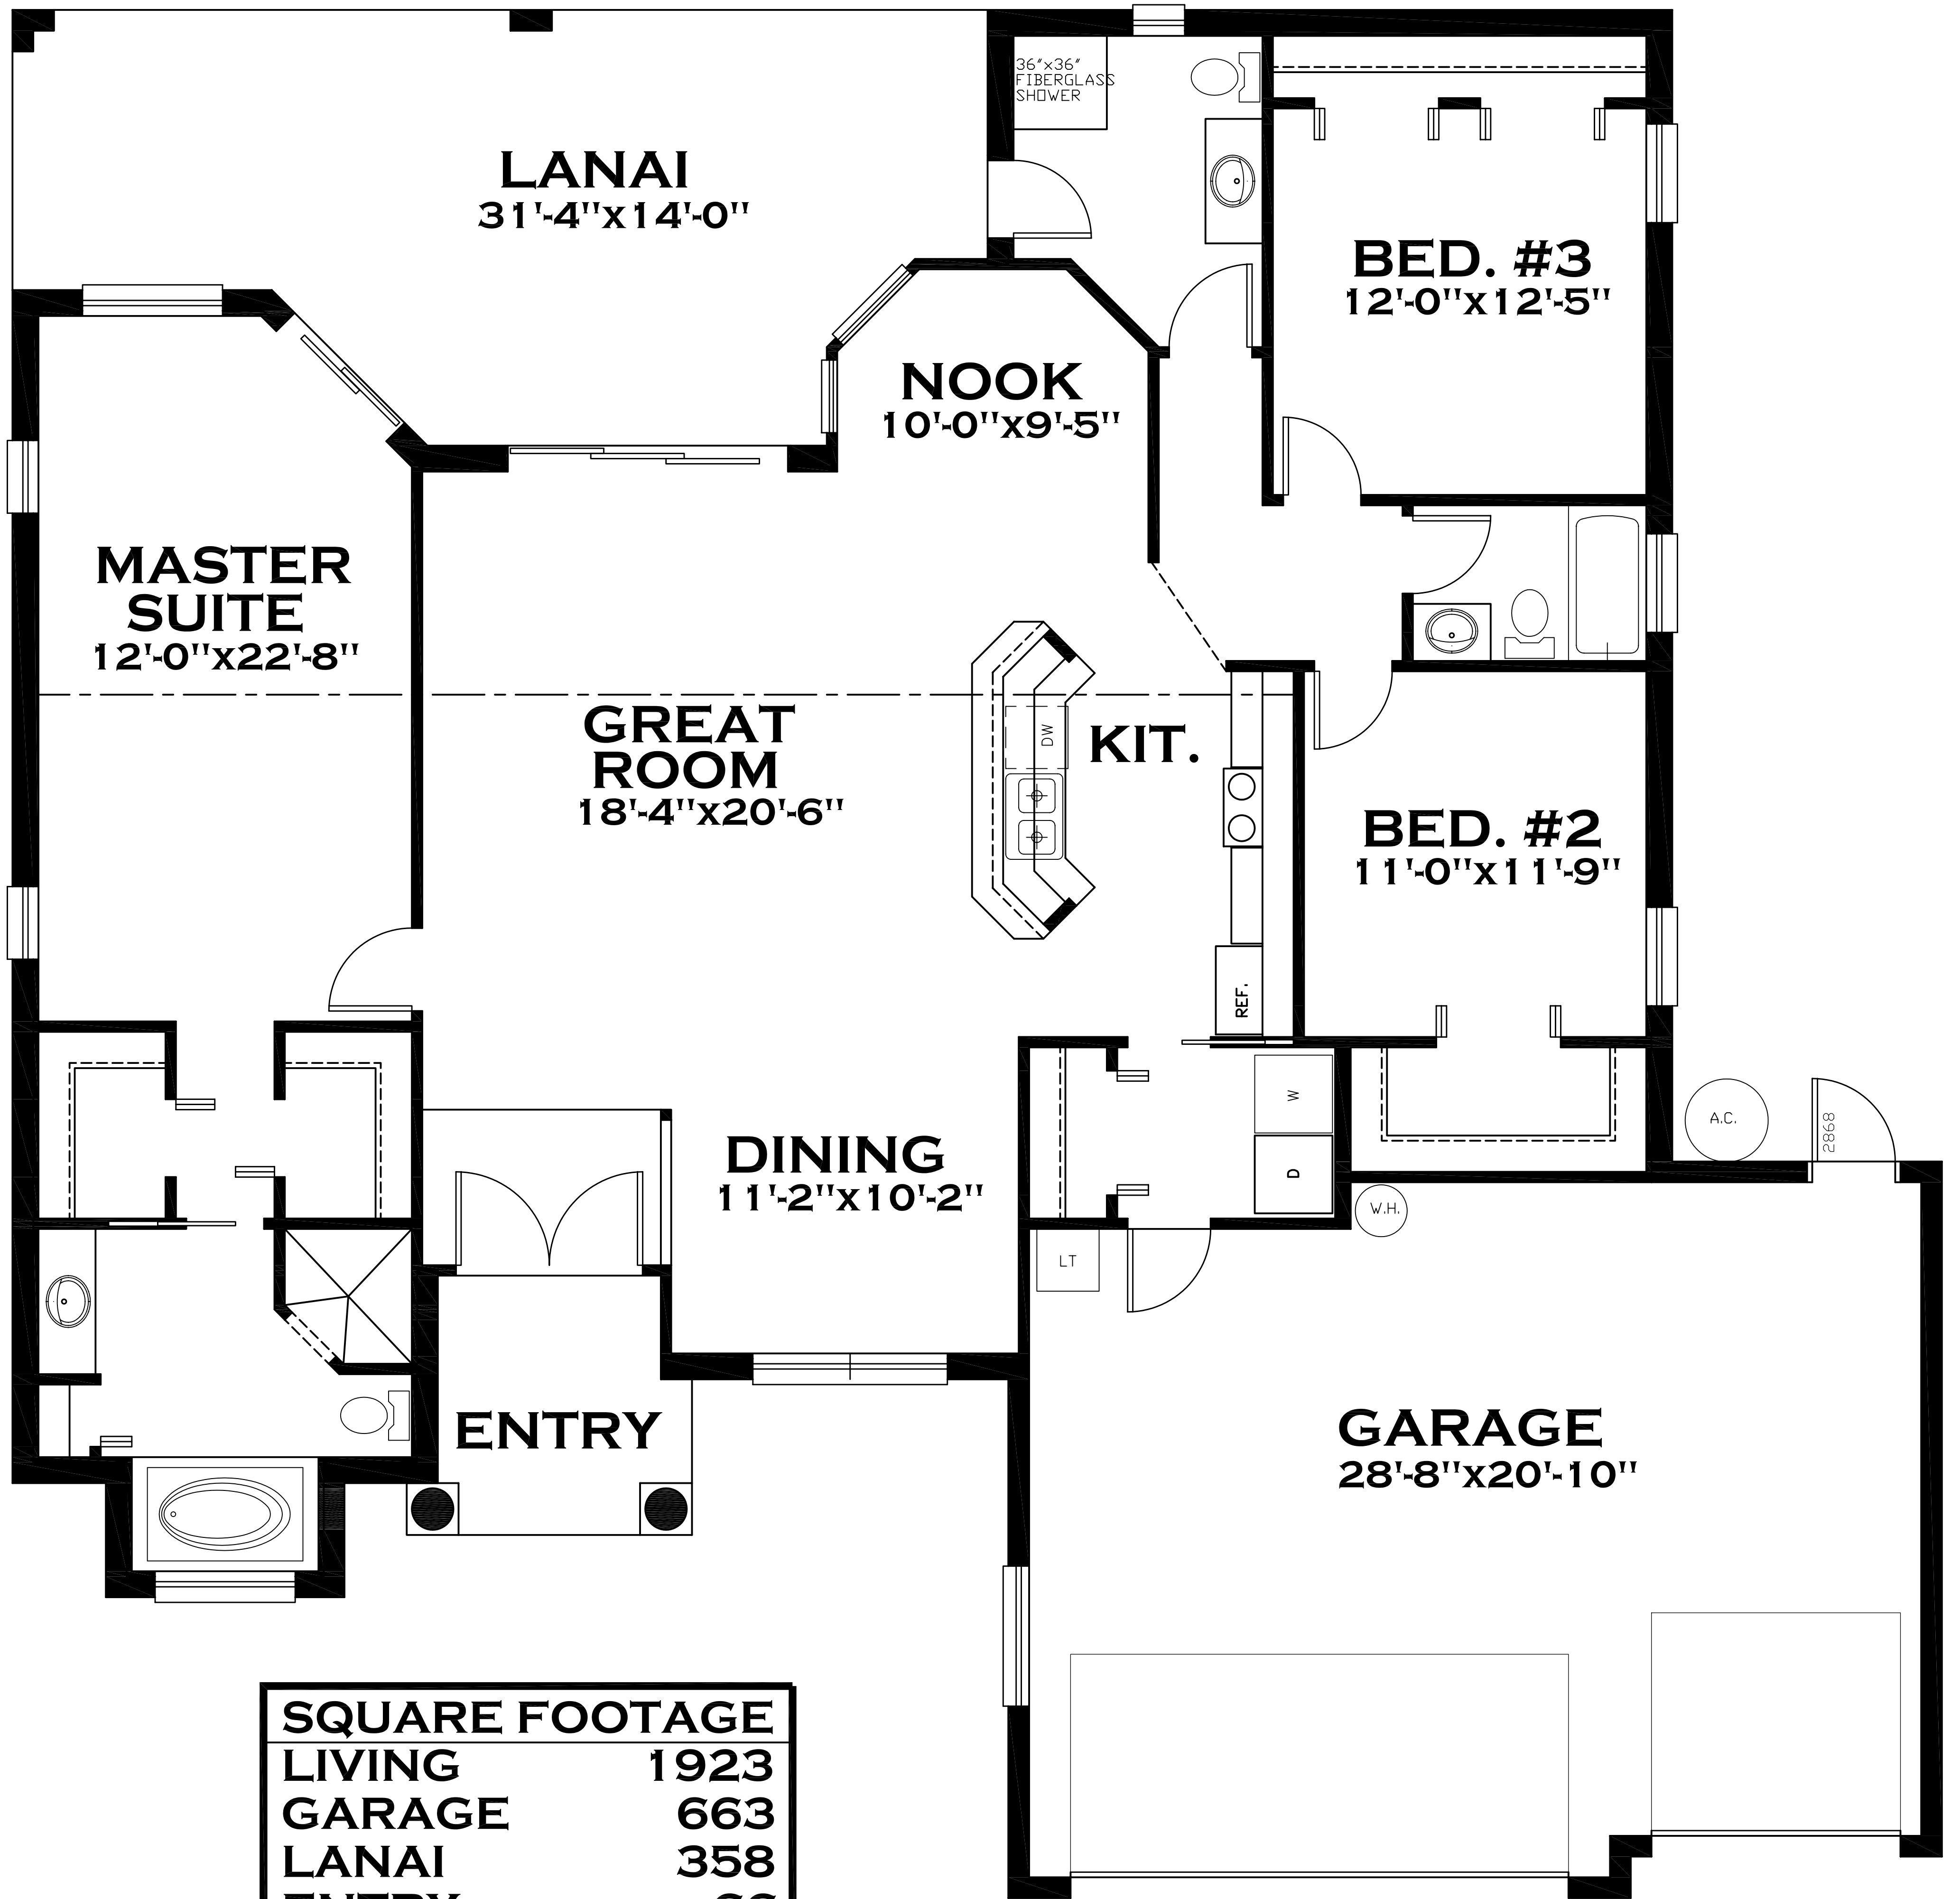 36"x36"
FIBERGLASS
SHOWER
LANAI
31'-4"x14'-0"
BED. #3
12'-0"x12'-5"
NOOK
10'-0"x9'-5"
MASTER
SUITE
12'-0"x22'-8"
GREAT
ROOM
18'-4"x20'-6"
DW
KIT.
BED. #2
11'-0"x11'-9"
REF.
W
D
A.C.
2868
DINING
11'-2"x10'-2"
W.H.
LT
ENTRY
GARAGE
28'-8"x20'-10"
SQUARE FOOTAGE
LIVING 1923
GARAGE 663
LANAI 358